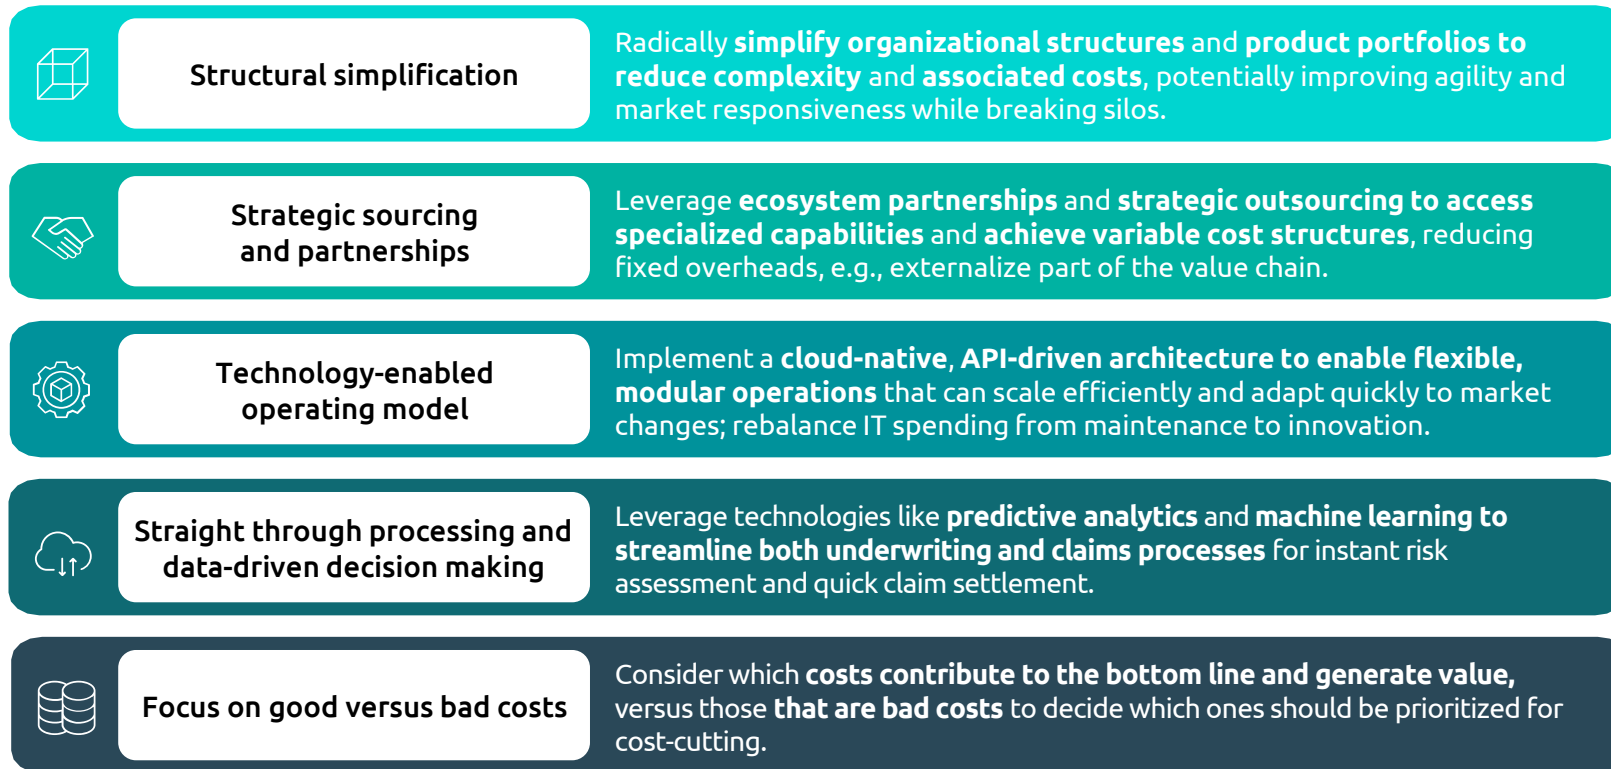 Structural simplification
Radically simplify organizational structures and product portfolios to
reduce complexity and associated costs, potentially improving agility and
market responsiveness while breaking silos.
Strategic sourcing
and partnerships
Leverage ecosystem partnerships and strategic outsourcing to access
specialized capabilities and achieve variable cost structures, reducing
fixed overheads, e.g., externalize part of the value chain.
Technology-enabled
operating model
Implement a cloud-native, API-driven architecture to enable flexible,
modular operations that can scale efficiently and adapt quickly to market
changes; rebalance IT spending from maintenance to innovation.
Straight through processing and
data-driven decision making
Leverage technologies like predictive analytics and machine learning to
streamline both underwriting and claims processes for instant risk
assessment and quick claim settlement.
Focus on good versus bad costs
Consider which costs contribute to the bottom line and generate value,
versus those that are bad costs to decide which ones should be prioritized for
cost-cutting.